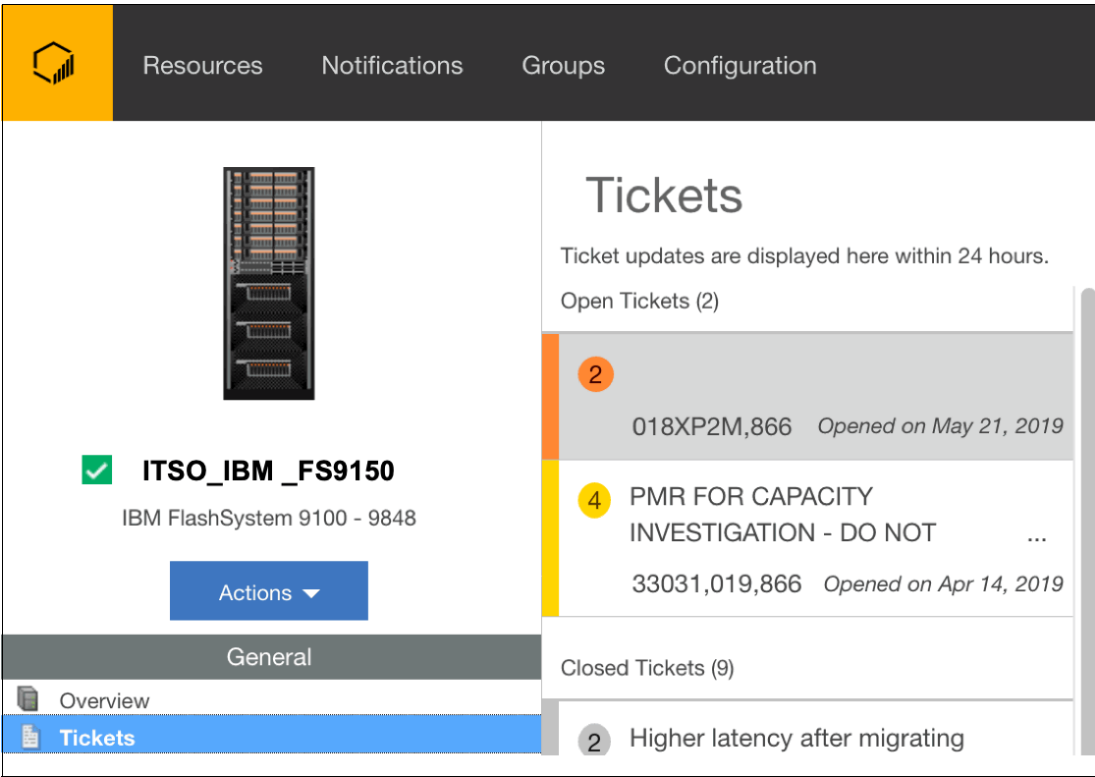 Resources Notifications Groups Configuration
ITSO_IBM _FS9150
IBM FlashSystem 9100 - 9848
Actions
General
Overview
Tickets
Tickets
Ticket updates are displayed here within 24 hours.
Open Tickets (2)
2
018XP2M,866 Opened on May 21, 2019
4 PMR FOR CAPACITY
INVESTIGATION - DO NOT ...
33031,019,866 Opened on Apr 14, 2019
Closed Tickets (9)
2 Higher latency after migrating